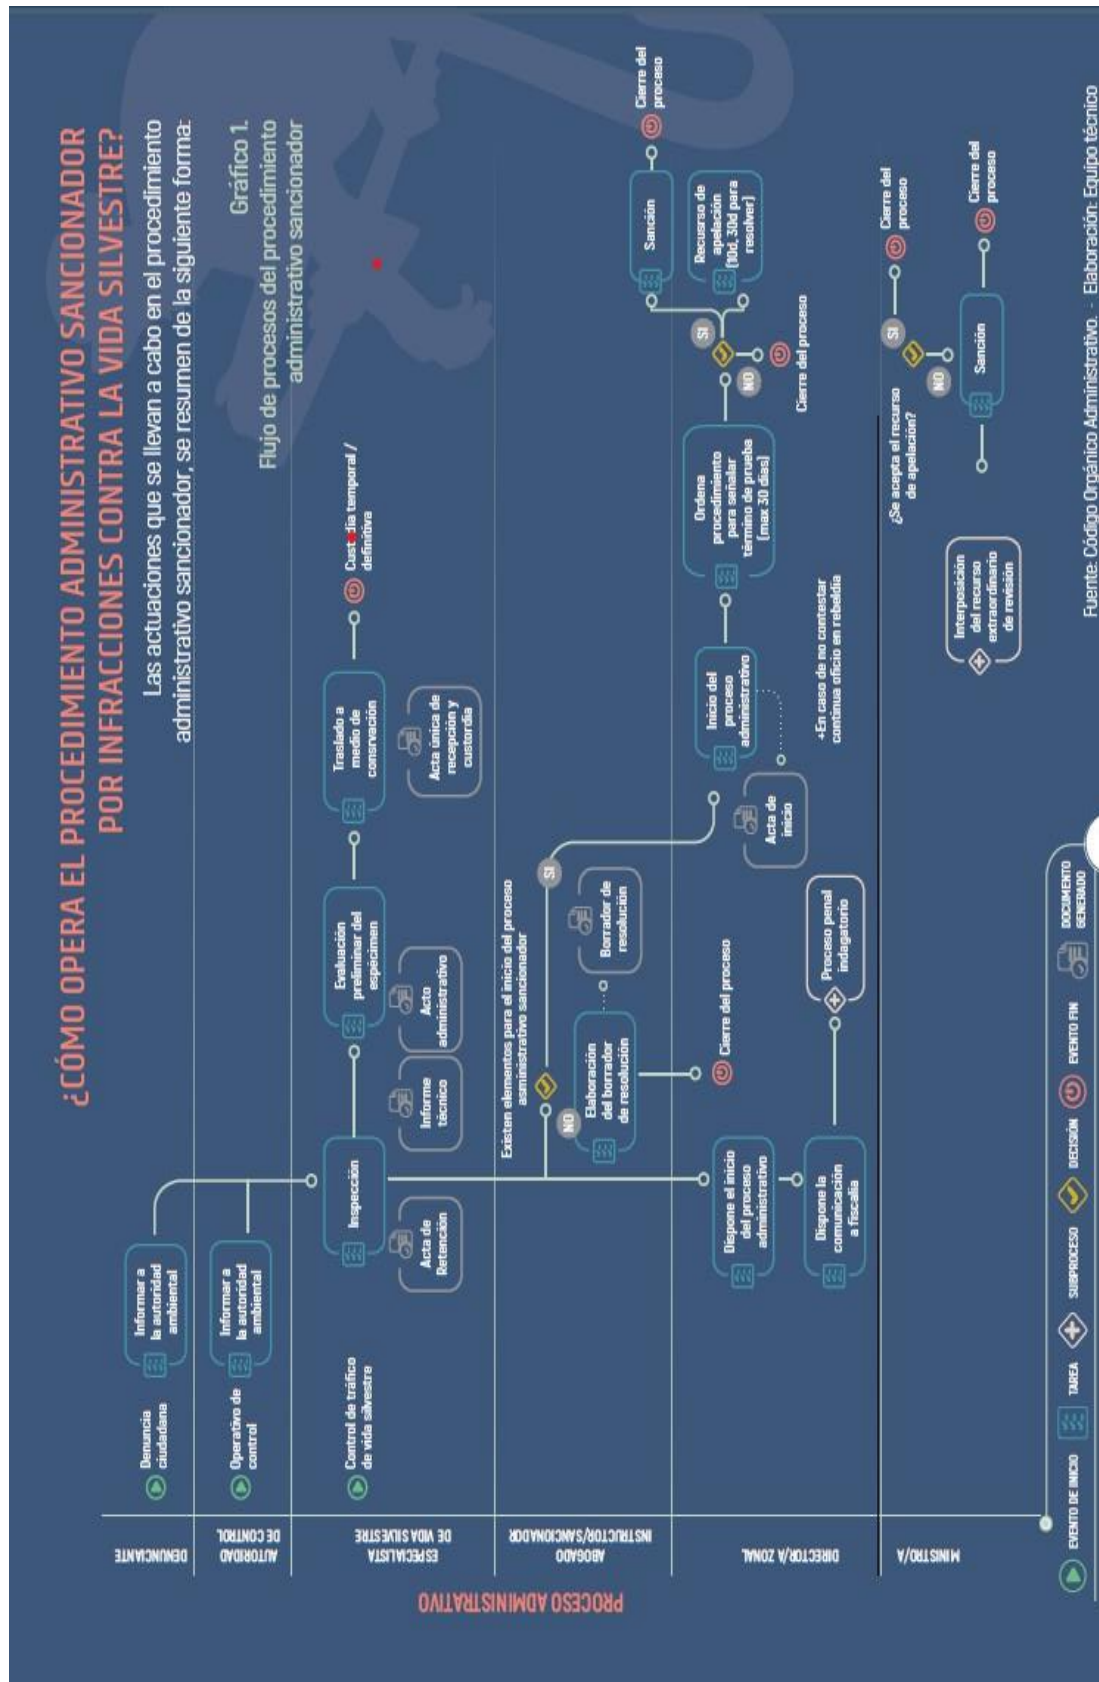 ¿CÓMO OPERA EL PROCEDIMIENTO ADMINISTRATIVO SANCIONADOR
POR INFRACCIONES CONTRA LA VIDA SILVESTRE?
Las actuaciones que se llevan a cabo en el procedimiento
administrativo sancionador, se resumen de la siguiente forma:
Gráfico 1.
Flujo de procesos del procedimiento
administrativo sancionador
PROCESO ADMINISTRATIVO
DENUNCIANTE
Denuncia
ciudadana
Informar a
la autoridad
ambiental
AUTORIDAD
DE CONTROL
Operativo de
control
Informar a
la autoridad
ambiental
ESPECIALISTA
DE VIDA SILVESTRE
Control de tráfico
de vida silvestre
Inspección
Acta de
Retención
Informe
técnico
Acto
administrativo
Evaluación
preliminar del
espécimen
Traslado a
medio de
consrvación
Acta única de
recepción y
custordia
Custodia temporal /
definitiva
ABOGADO
INSTRUCTOR/SANCIONADOR
Existen elementos para el inicio del proceso
asministrativo sancionador
SI
NO
Elaboración
del borrador
de resolución
Borrador de
resolución
Cierre del proceso
Sanción
Cierre del
proceso
DIRECTOR/A ZONAL
Dispone el inicio
del proceso
administrativo
Dispone la
comunicación
a fiscalia
Proceso penal
indagatorio
Acta de
inicio
Inicio del
proceso
administrativo
+En caso de no contestar
continua oficio en rebeldía
Ordena
procedimiento
para señalar
término de prueba
(max 30 dias)
SI
NO
Cierre del proceso
Recusrso de
apelación
(10d, 30d para
resolver)
MINISTRO/A
¿Se acepta el recurso
de apelación?
SI
NO
Cierre del
proceso
Sanción
Cierre del
proceso
Interposición
del recurso
extraordinario
de revisión
EVENTO DE INICIO
TAREA
SUBPROCESO
DECISIÓN
EVENTO FIN
DOCUMENTO
GENERADO
Fuente: Código Orgánico Administrativo. - Elaboración: Equipo técnico